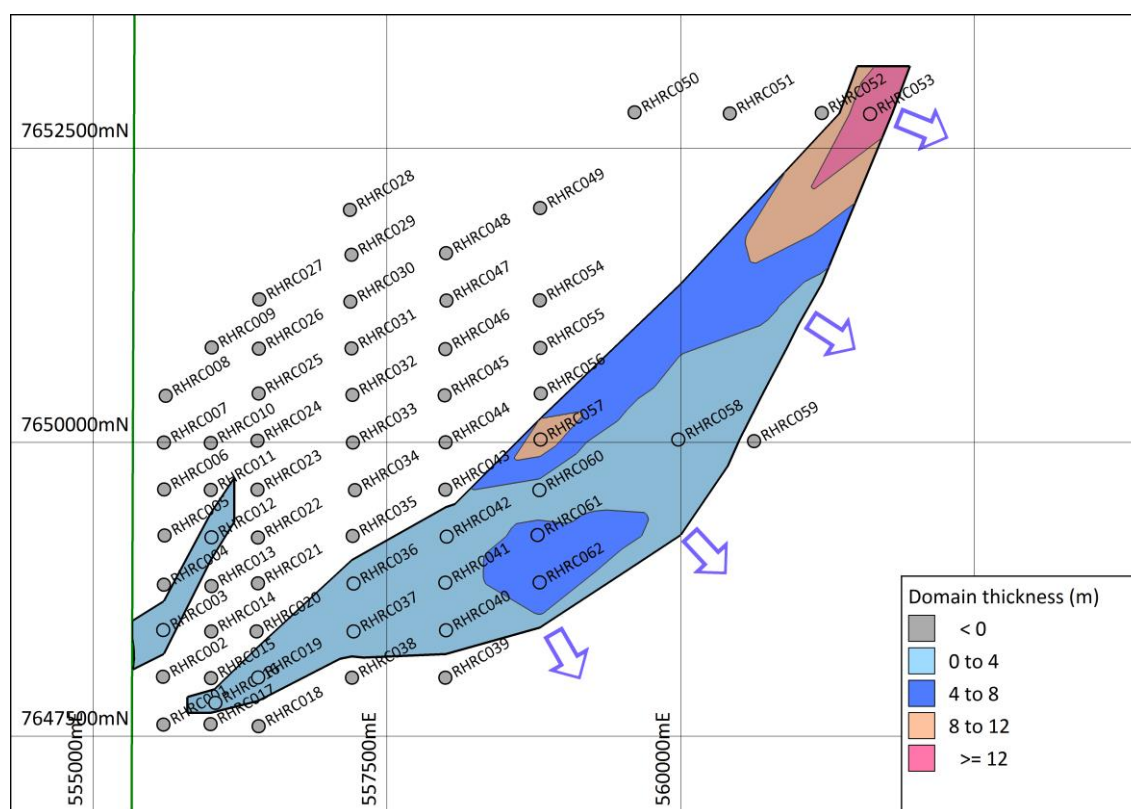 RHRC050
RHRC051
RHRC052
RHRC053
7652500mN
RHRC028
RHRC049
RHRC029
RHRC048
RHRC027
RHRC030
RHRC047
RHRC054
RHRC009
RHRC026
RHRC031
RHRC046
RHRC055
RHRC008
RHRC025
RHRC032
RHRC045
RHRC056
7650000mN
RHRC007
RHRC010
RHRC024
RHRC033
RHRC044
RHRC057
RHRC058
RHRC059
RHRC006
RHRC011
RHRC023
RHRC034
RHRC043
RHRC060
RHRC005
RHRC012
RHRC022
RHRC035
RHRC042
RHRC061
RHRC004
RHRC013
RHRC021
RHRC036
RHRC041
RHRC062
RHRC003
RHRC014
RHRC020
RHRC037
RHRC040
RHRC002
RHRC015
RHRC019
RHRC038
RHRC039
RHRC001
RHRC016
RHRC017
RHRC018
7647500mN
555000mE
557500mE
560000mE
Domain thickness (m)
< 0
0 to 4
4 to 8
8 to 12
>= 12